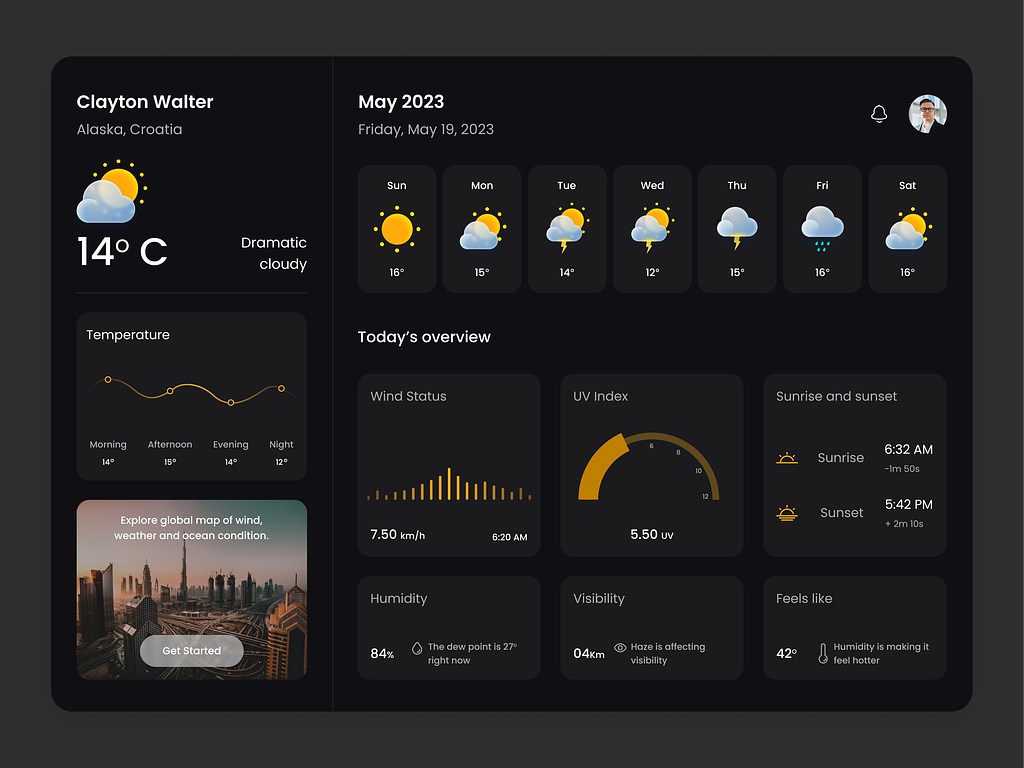 Clayton Walter
Alaska, Croatia
14° C
Dramatic
cloudy
Temperature
Morning Afternoon Evening Night
14° 15° 14° 12°
Explore global map of wind,
weather and ocean condition.
Get Started
May 2023
Friday, May 19, 2023
Sun Mon Tue Wed Thu Fri Sat
16° 15° 14° 12° 15° 16° 16°
Today’s overview
Wind Status
7.50 km/h 6:20 AM
UV Index
6
8
10
12
5.50 UV
Sunrise and sunset
Sunrise 6:32 AM
-1m 50s
Sunset 5:42 PM
+ 2m 10s
Humidity
84%
The dew point is 27°
right now
Visibility
04Km
Haze is affecting
visibility
Feels like
42°
Humidity is making it
feel hotter